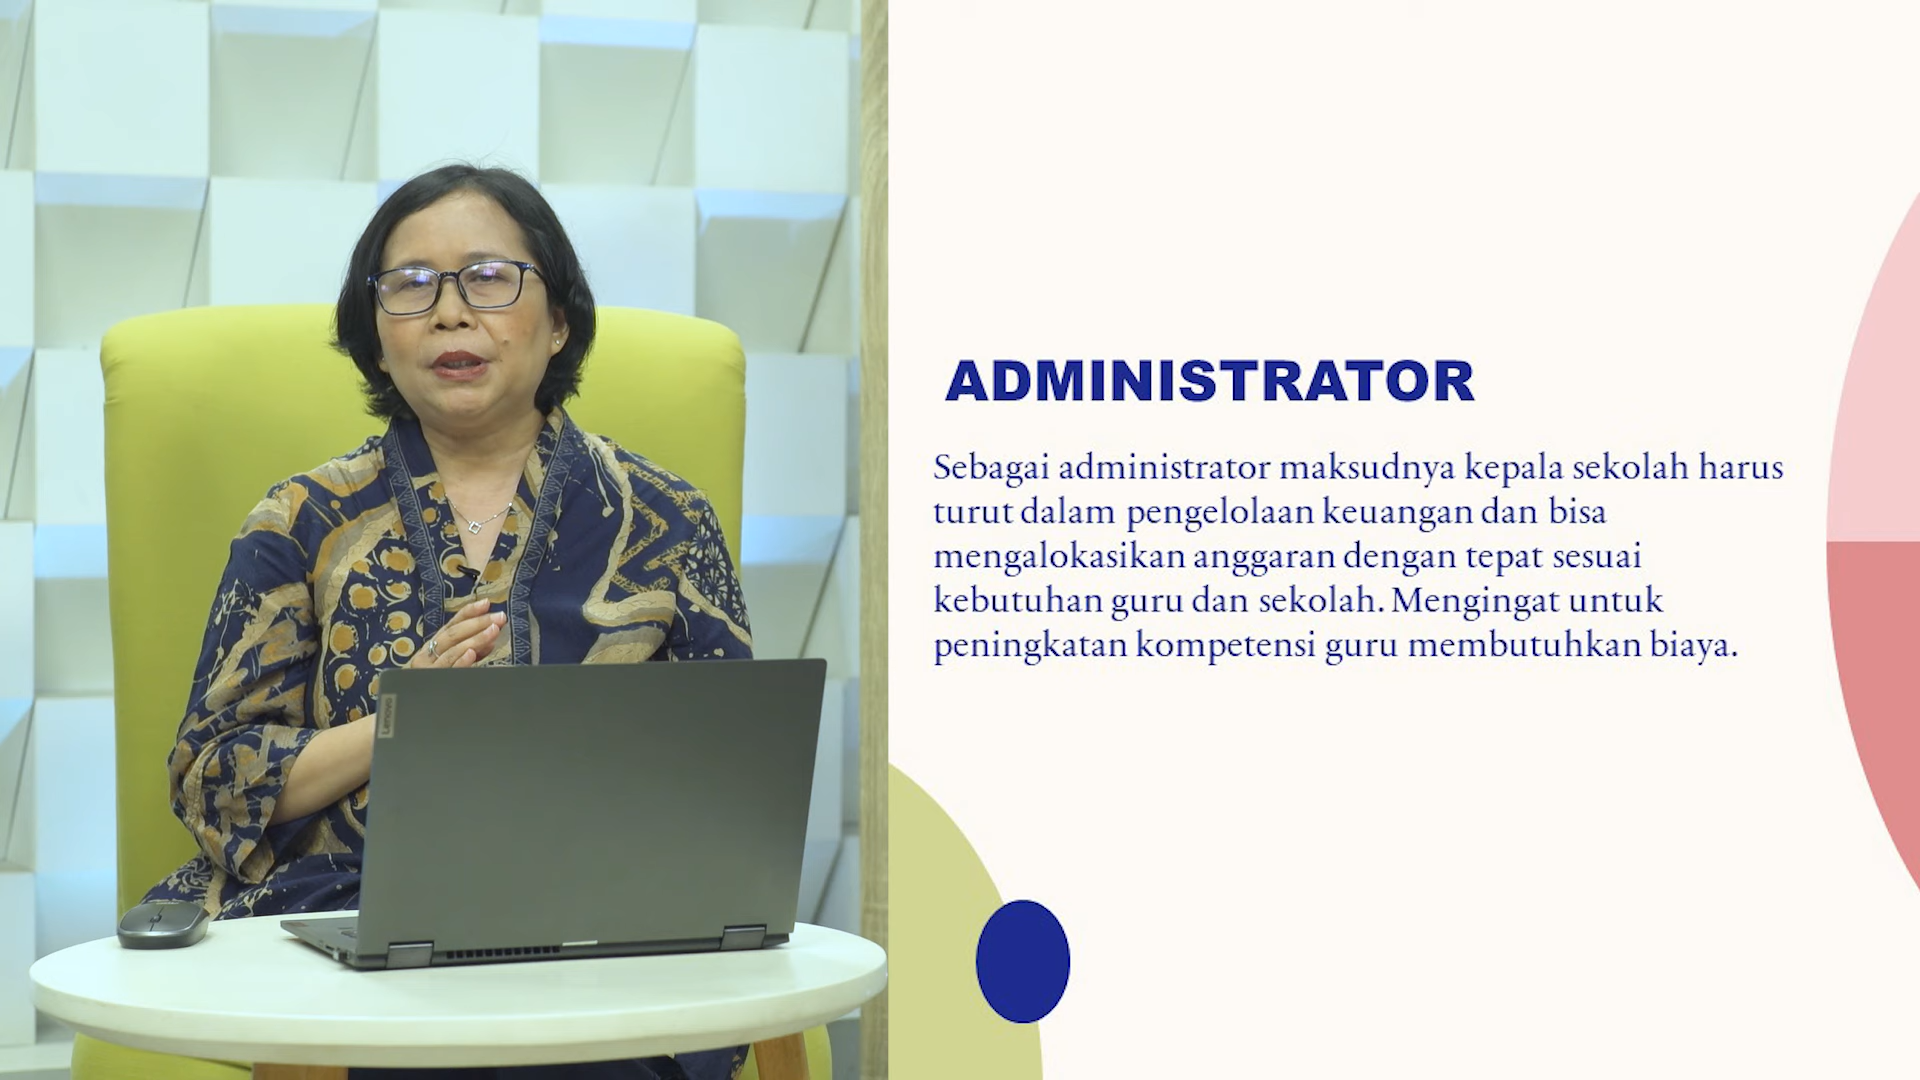 ADMINISTRATOR
Sebagai administrator maksudnya kepala sekolah harus
turut dalam pengelolaan keuangan dan bisa
mengalokasikan anggaran dengan tepat sesuai
kebutuhan guru dan sekolah. Mengingat untuk
peningkatan kompetensi guru membutuhkan biaya.
Lenovo